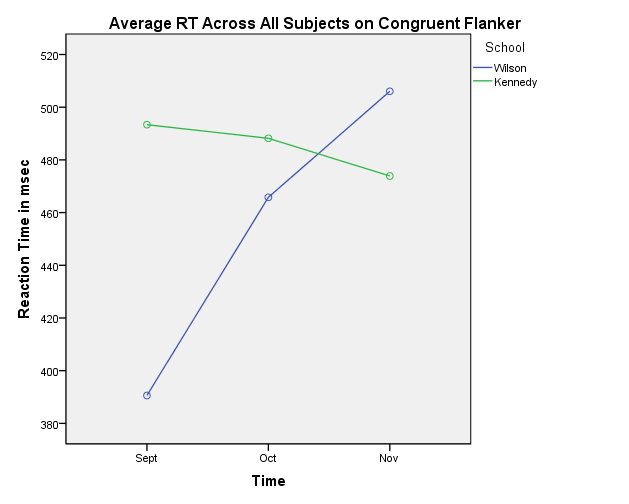 Average RT Across All Subjects on Congruent Flanker
School
Wilson
Kennedy
Reaction Time in msec
520
500
480
460
440
420
400
380
Sept
Oct
Nov
Time